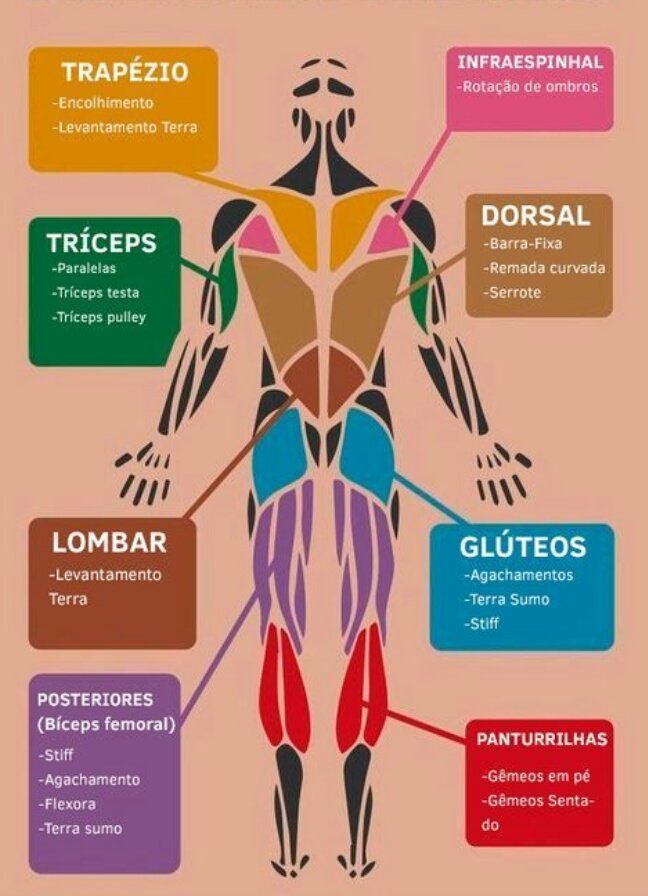 TRAPÉZIO
-Encolhimento
-Levantamento Terra
INFRAESPINHAL
-Rotação de ombros
TRÍCEPS
-Paralelas
-Tríceps testa
-Tríceps pulley
DORSAL
-Barra-Fixa
-Remada curvada
-Serrote
LOMBAR
-Levantamento
Terra
GLÚTEOS
-Agachamentos
-Terra Sumo
-Stiff
POSTERIORES
(Bíceps femoral)
-Stiff
-Agachamento
-Flexora
-Terra sumo
PANTURRILHAS
-Gêmeos em pé
-Gêmeos Senta-
do